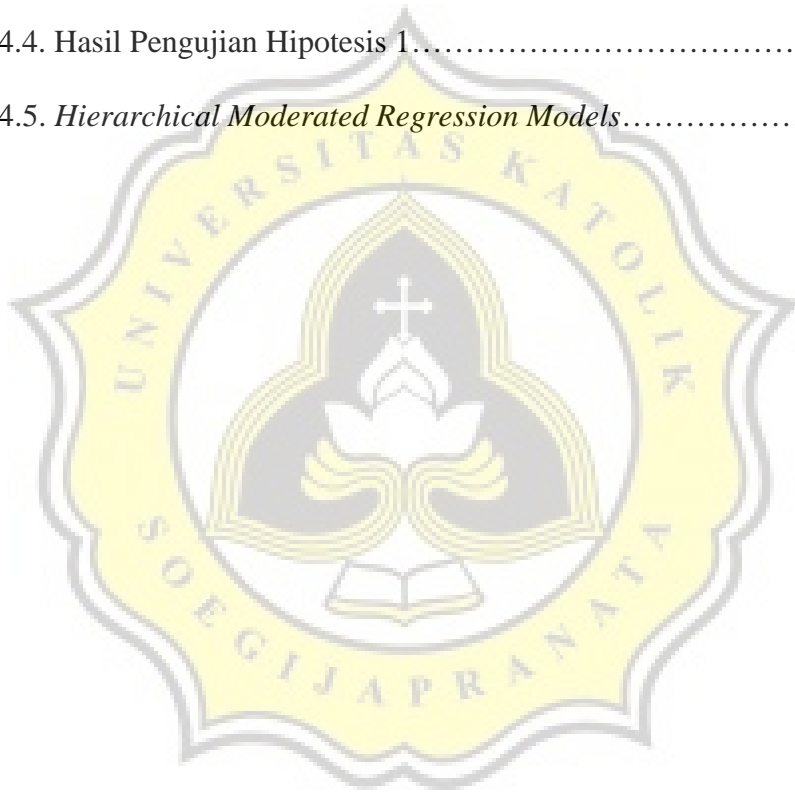 4.4. Hasil Pengujian Hipotesis 1………………………………
4.5. Hierarchical Moderated Regression Models……………
UNIVERSITAS KATOLIK
SOEGIJAPRANATA